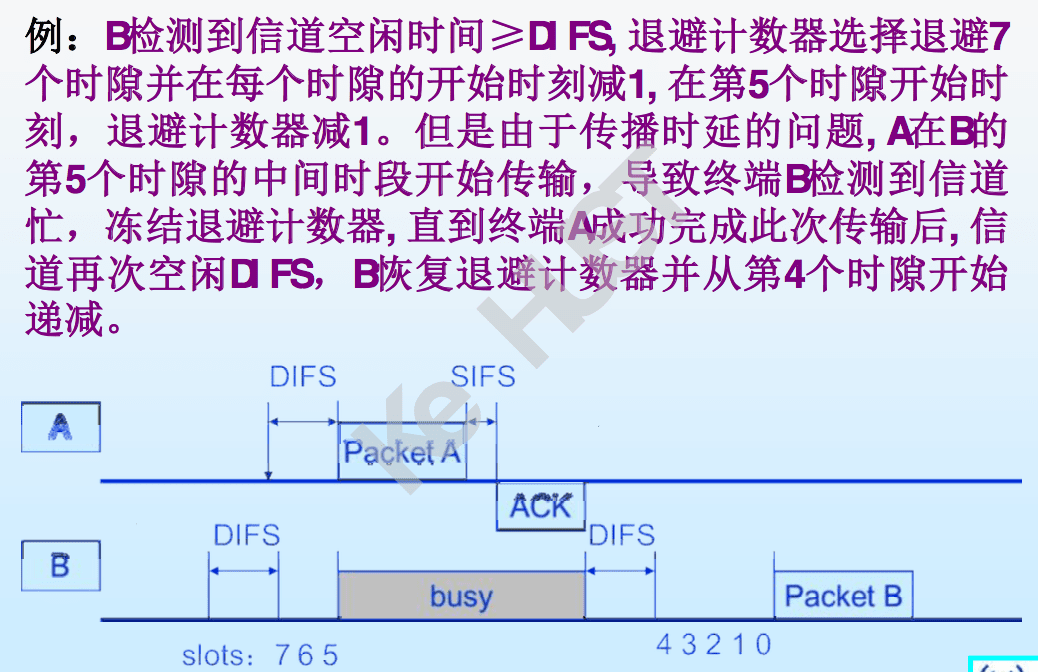 例：B检测到信道空闲时间≥DIFS, 退避计数器选择退避7
个时隙并在每个时隙的开始时刻减1, 在第5个时隙开始时
刻，退避计数器减1。但是由于传播时延的问题, A在B的
第5个时隙的中间时段开始传输，导致终端B检测到信道
忙，冻结退避计数器, 直到终端A成功完成此次传输后, 信
道再次空闲DIFS，B恢复退避计数器并从第4个时隙开始
递减。
DIFS SIFS
A
Packet A
ACK
DIFS DIFS
B
busy
Packet B
slots: 7 6 5
4 3 2 1 0
Ke HUST